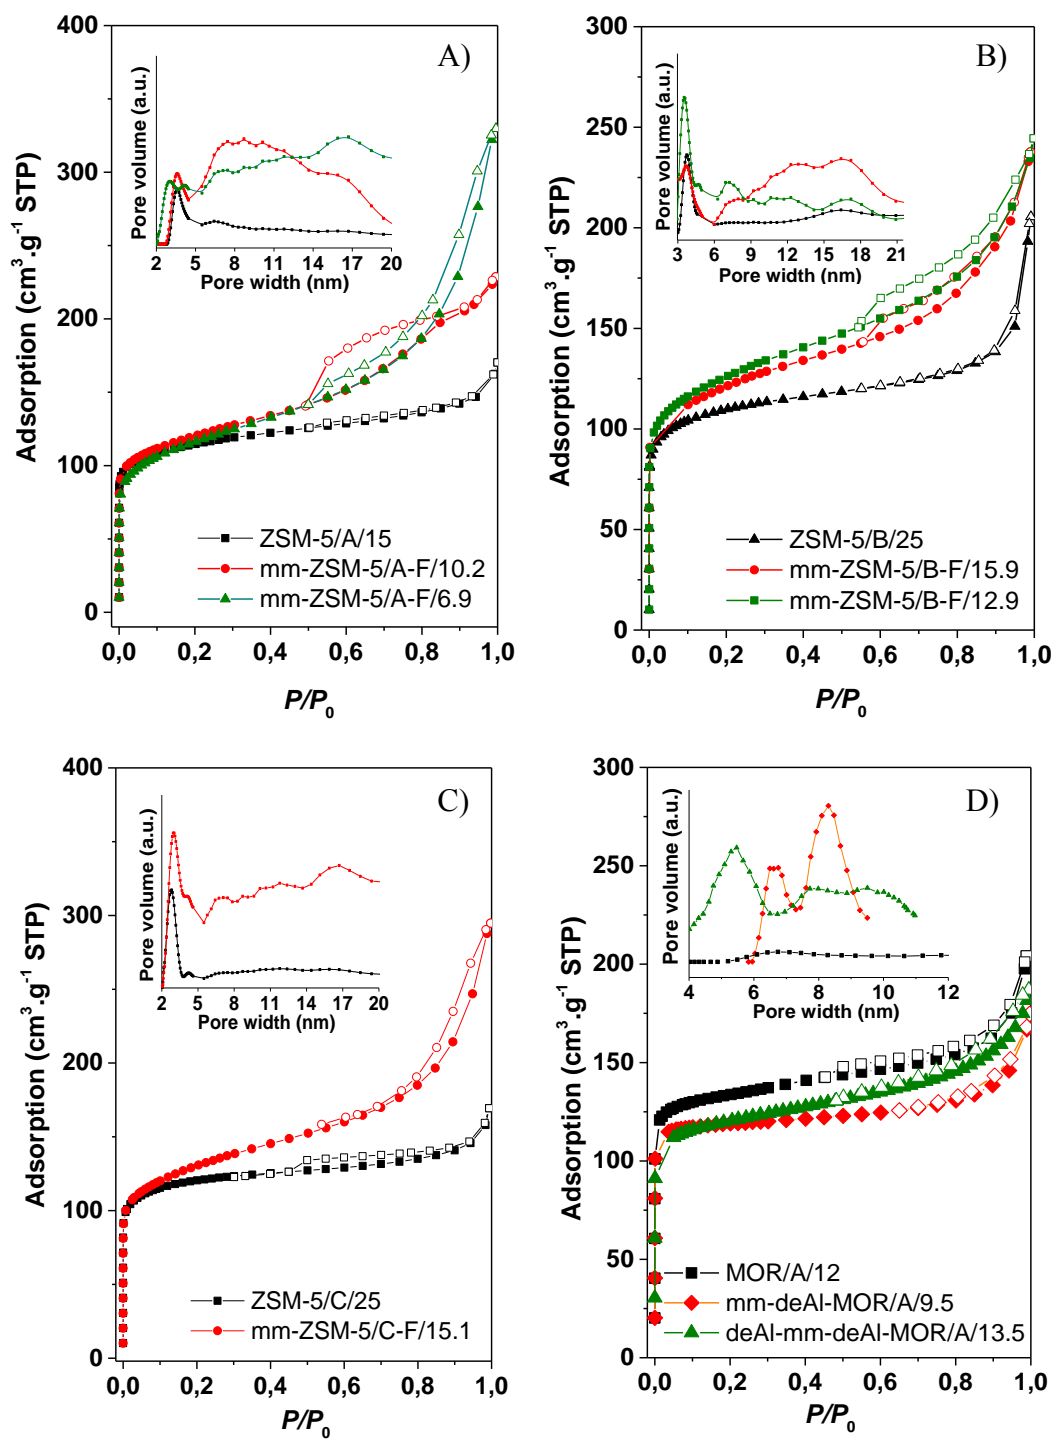 A)
Adsorption (cm³.g⁻¹ STP)
400
300
200
100
0
0,0 0,2 0,4 0,6 0,8 1,0
P/P₀
Pore volume (a.u.)
2 5 8 11 14 17 20
Pore width (nm)
ZSM-5/A/15
mm-ZSM-5/A-F/10.2
mm-ZSM-5/A-F/6.9
B)
Adsorption (cm³.g⁻¹ STP)
300
250
200
150
100
50
0
0,0 0,2 0,4 0,6 0,8 1,0
P/P₀
Pore volume (a.u.)
3 6 9 12 15 18 21
Pore width (nm)
ZSM-5/B/25
mm-ZSM-5/B-F/15.9
mm-ZSM-5/B-F/12.9
C)
Adsorption (cm³.g⁻¹ STP)
400
300
200
100
0
0,0 0,2 0,4 0,6 0,8 1,0
P/P₀
Pore volume (a.u.)
2 5 8 11 14 17 20
Pore width (nm)
ZSM-5/C/25
mm-ZSM-5/C-F/15.1
D)
Adsorption (cm³.g⁻¹ STP)
300
250
200
150
100
50
0
0,0 0,2 0,4 0,6 0,8 1,0
P/P₀
Pore volume (a.u.)
4 6 8 10 12
Pore width (nm)
MOR/A/12
mm-deAl-MOR/A/9.5
deAl-mm-deAl-MOR/A/13.5